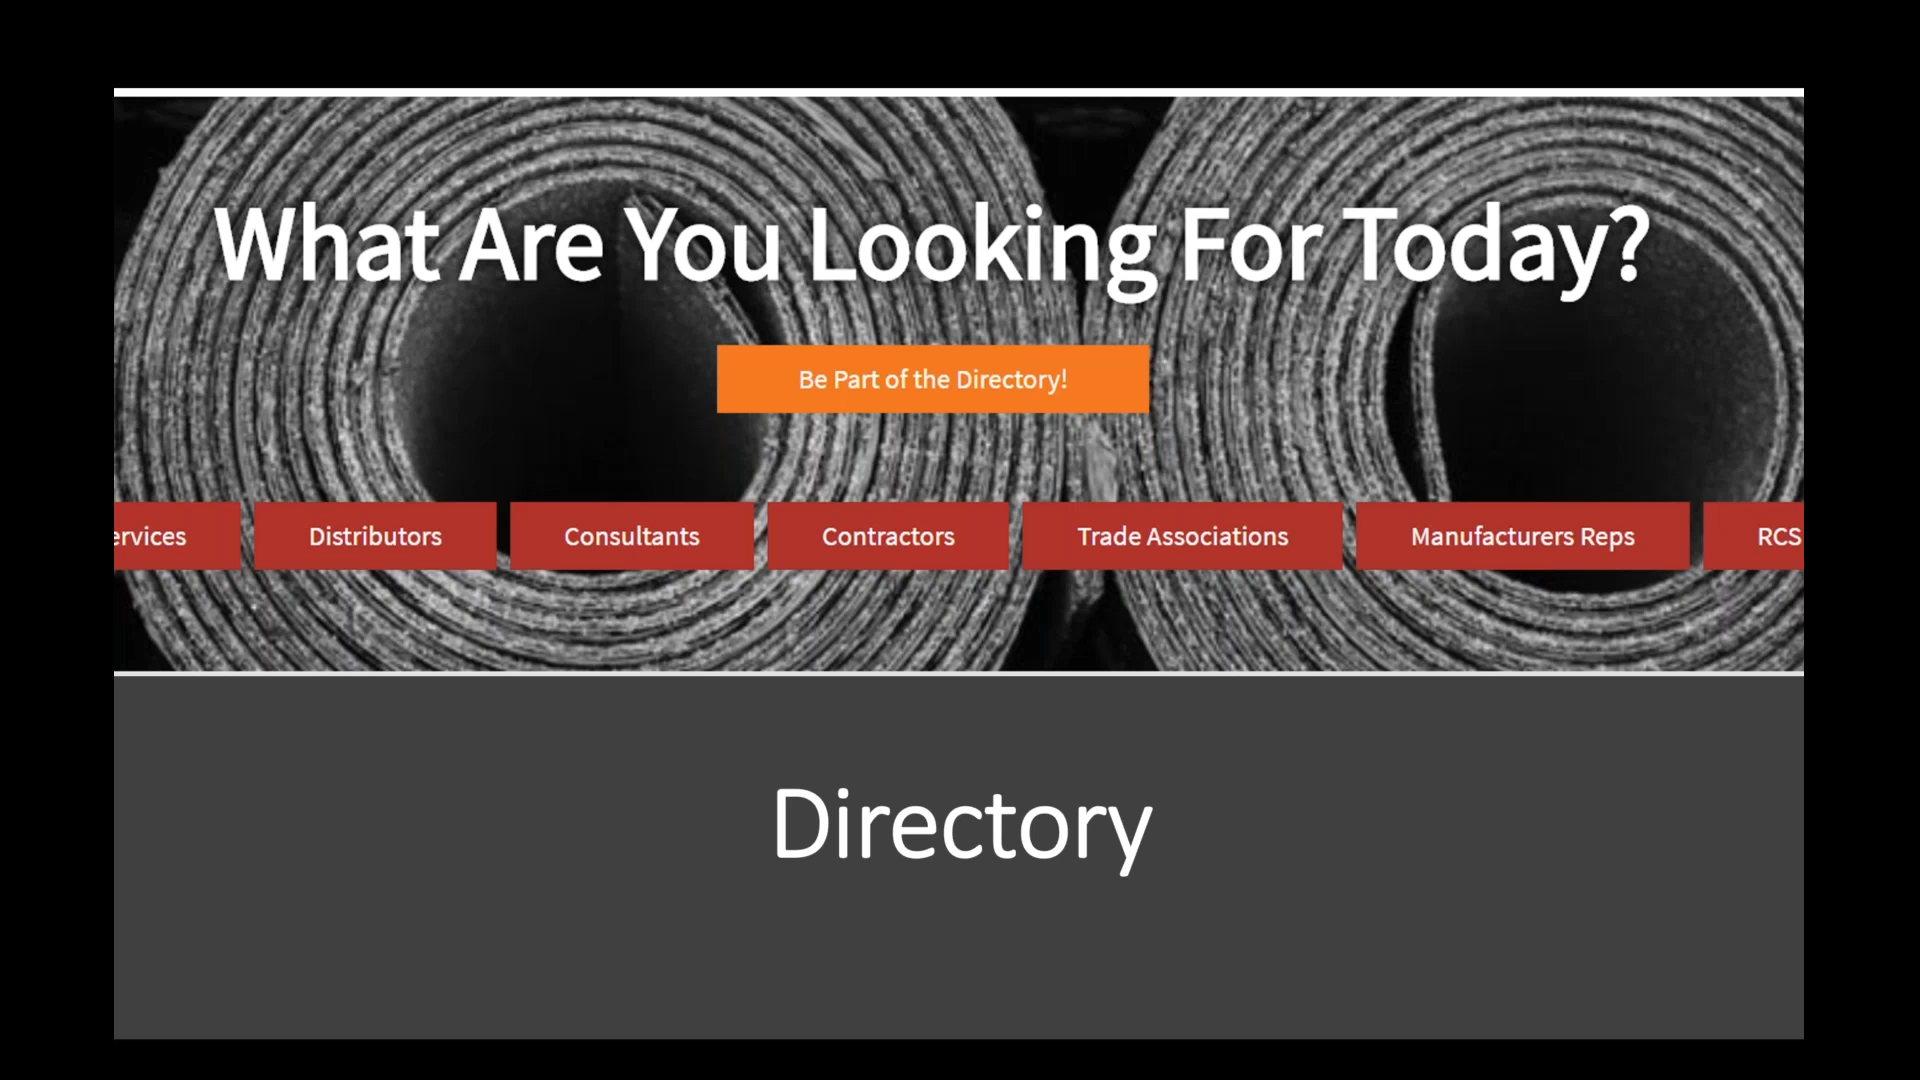 What Are You Looking For Today?
Be Part of the Directory!
ervices Distributors Consultants Contractors Trade Associations Manufacturers Reps RCS
Directory